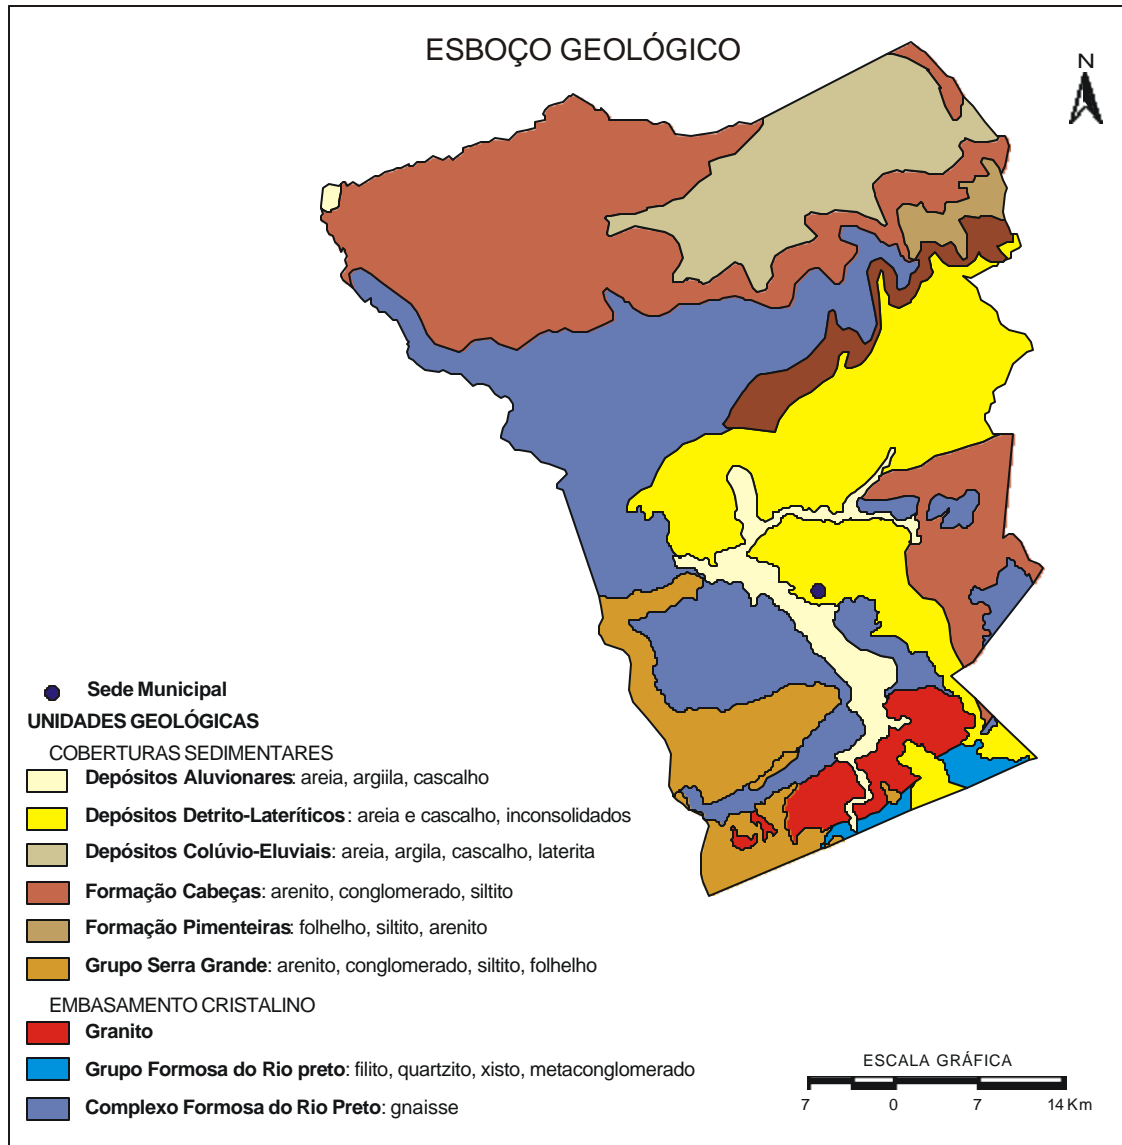 ESBOÇO GEOLÓGICO
N
Sede Municipal
UNIDADES GEOLÓGICAS
COBERTURAS SEDIMENTARES
Depósitos Aluvionares: areia, argiila, cascalho
Depósitos Detrito-Lateríticos: areia e cascalho, inconsolidados
Depósitos Colúvio-Eluviais: areia, argila, cascalho, laterita
Formação Cabeças: arenito, conglomerado, siltito
Formação Pimenteiras: folhelho, siltito, arenito
Grupo Serra Grande: arenito, conglomerado, siltito, folhelho
EMBASAMENTO CRISTALINO
Granito
Grupo Formosa do Rio preto: filito, quartzito, xisto, metaconglomerado
Complexo Formosa do Rio Preto: gnaisse
ESCALA GRÁFICA
7 0 7 14 Km